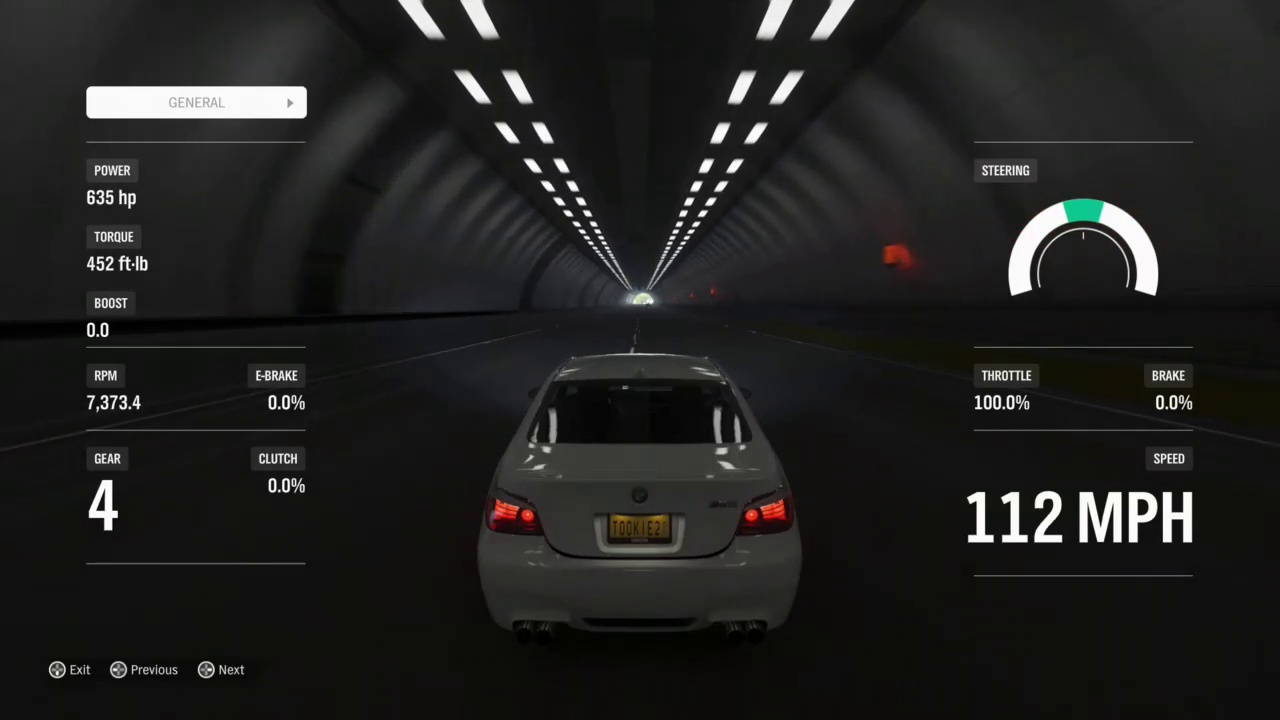 GENERAL
POWER
635 hp
TORQUE
452 ft·lb
BOOST
0.0
RPM
7,373.4
E-BRAKE
0.0%
GEAR
4
CLUTCH
0.0%
STEERING
THROTTLE
100.0%
BRAKE
0.0%
SPEED
112 MPH
Exit
Previous
Next